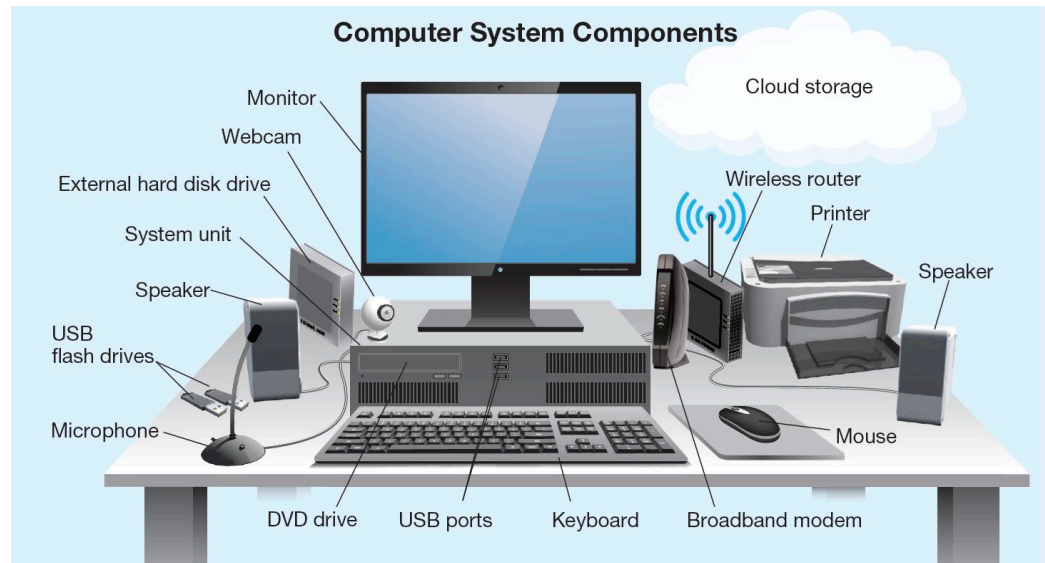 Computer System Components
Cloud storage
Monitor
Webcam
External hard disk drive
System unit
Speaker
USB
flash drives
Microphone
Wireless router
Printer
Speaker
Mouse
DVD drive
USB ports
Keyboard
Broadband modem